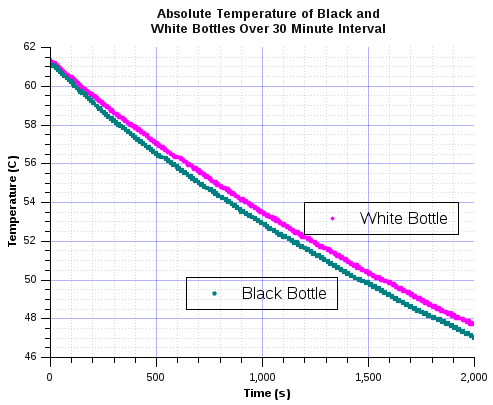 Absolute Temperature of Black and
White Bottles Over 30 Minute Interval
62
60
58
56
54
52
50
48
46
Temperature (C)
White Bottle
Black Bottle
0
500
1,000
1,500
2,000
Time (s)